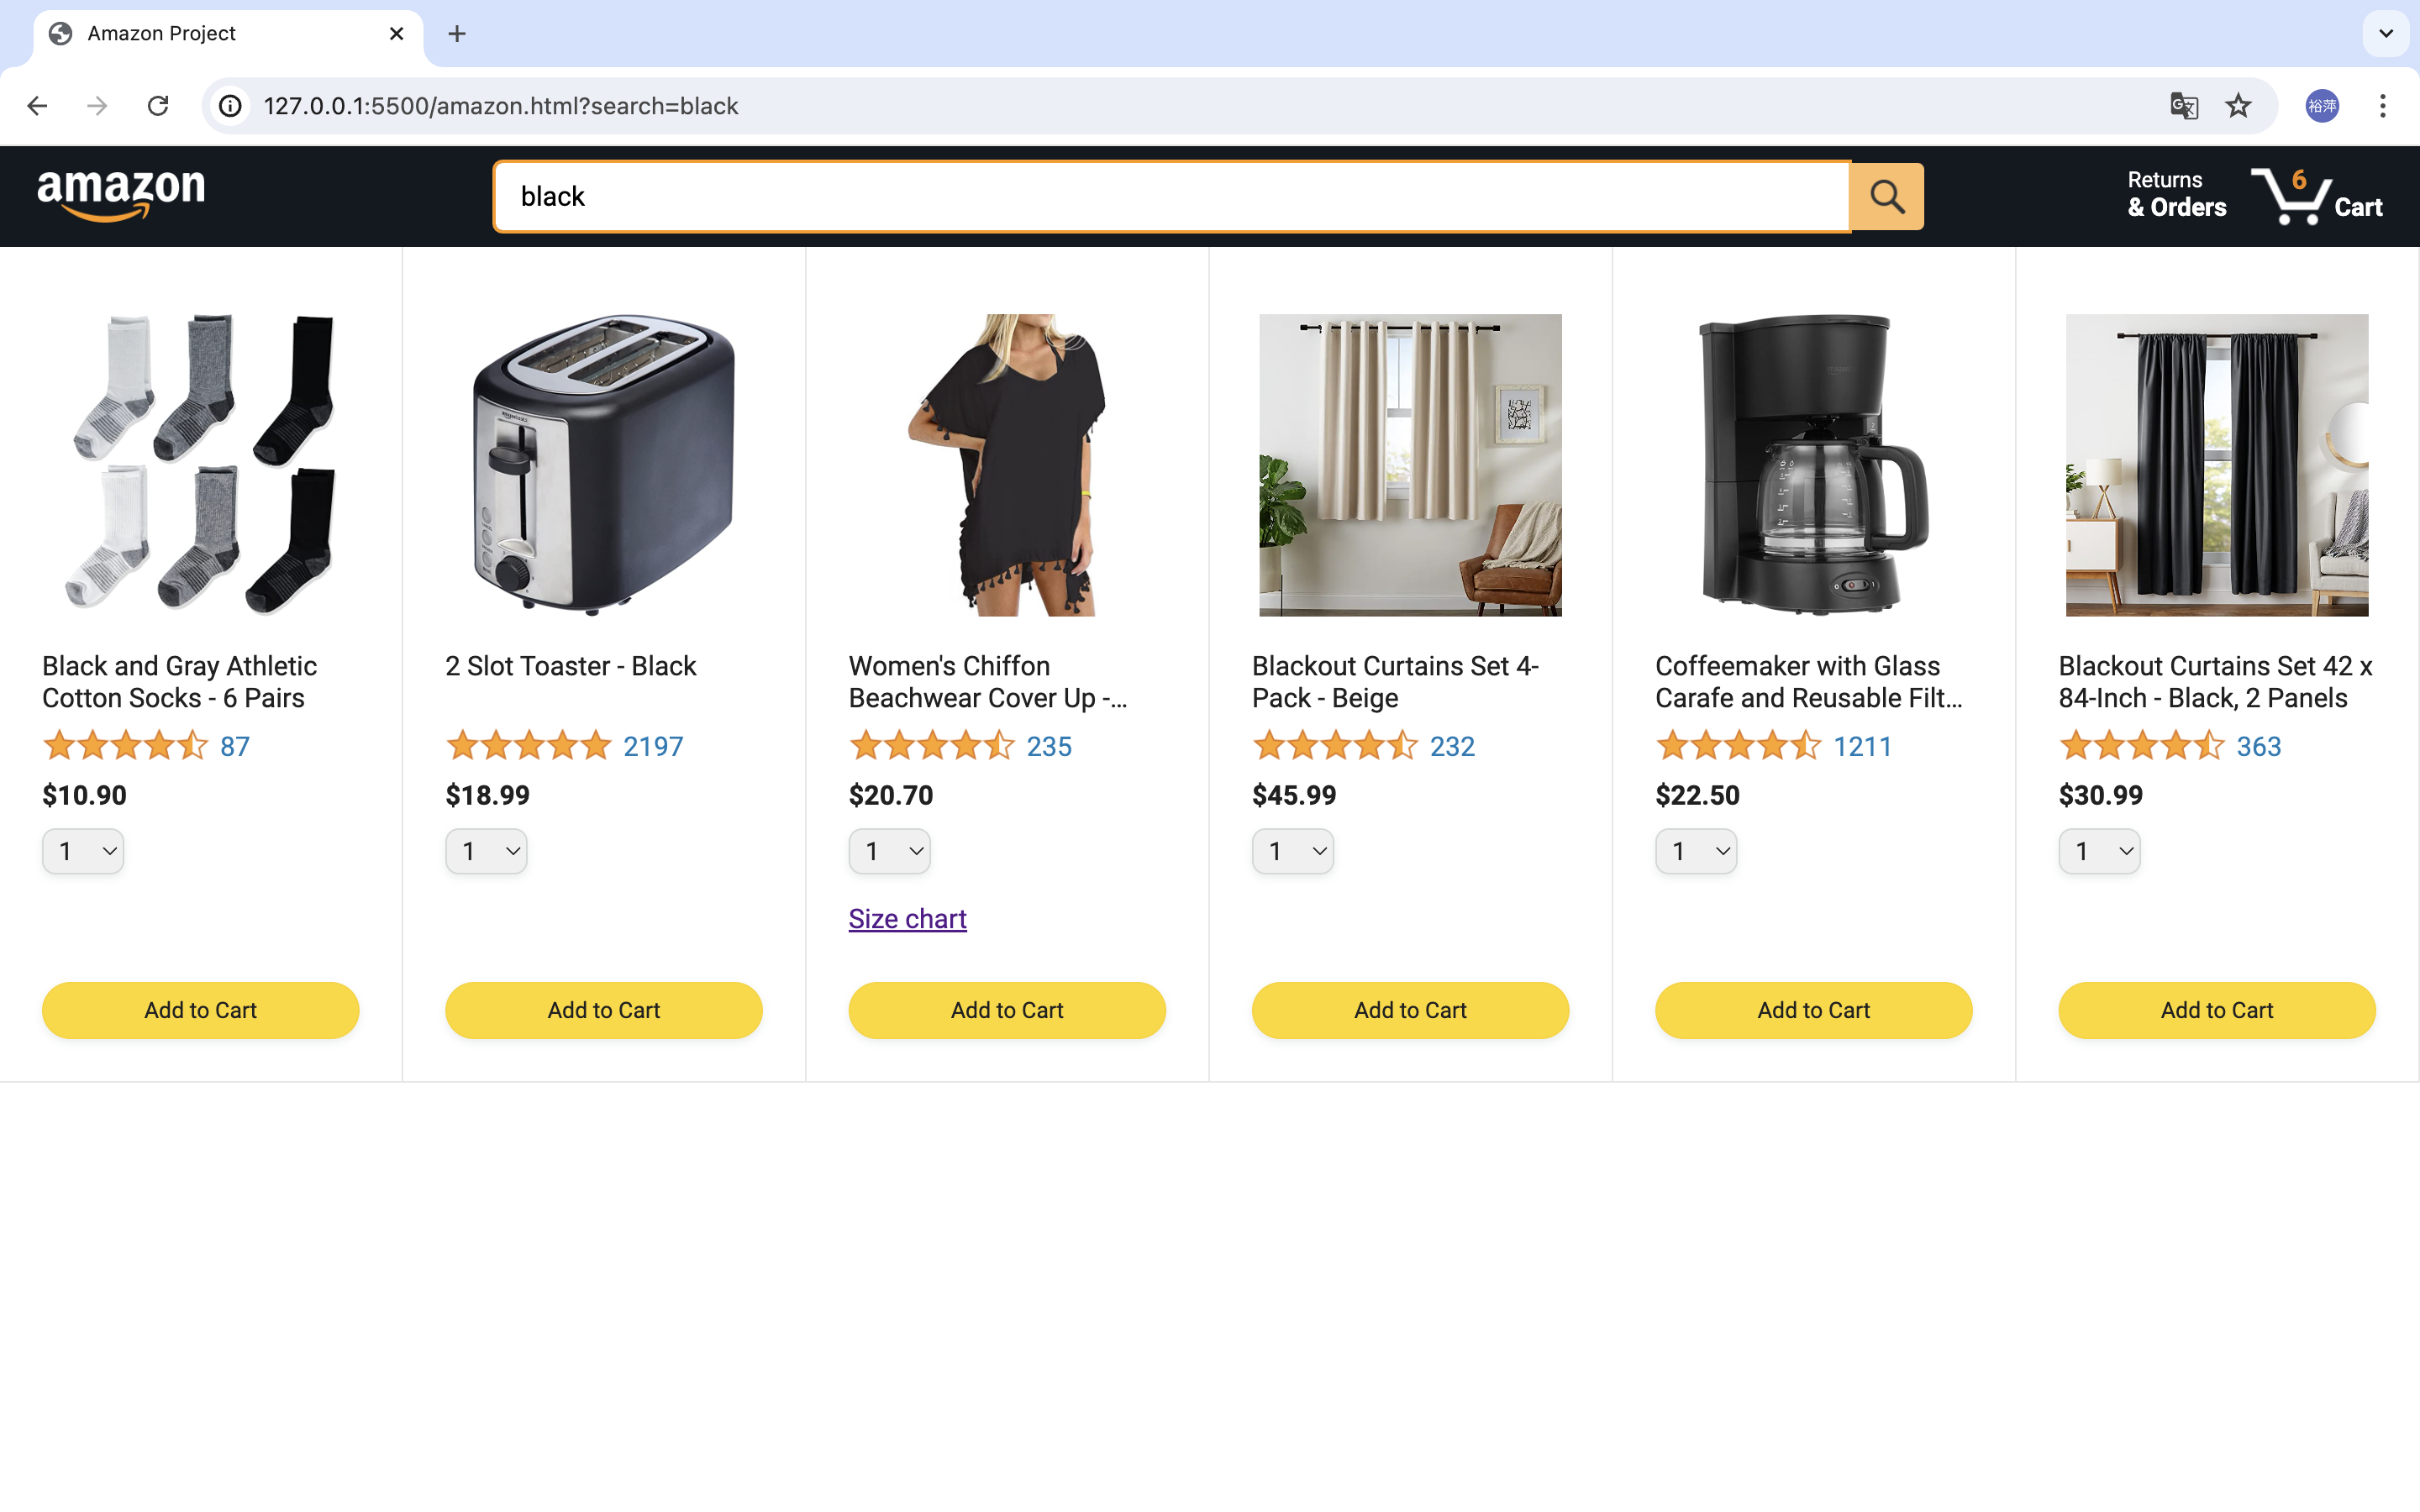 Amazon Project
127.0.0.1:5500/amazon.html?search=black
裕萍
amazon
black
Returns
& Orders
6
Cart
Black and Gray Athletic
Cotton Socks - 6 Pairs
87
$10.90
1
Add to Cart
2 Slot Toaster - Black
2197
$18.99
1
Add to Cart
Women's Chiffon
Beachwear Cover Up -...
235
$20.70
1
Size chart
Add to Cart
Blackout Curtains Set 4-
Pack - Beige
232
$45.99
1
Add to Cart
Coffeemaker with Glass
Carafe and Reusable Filt...
1211
$22.50
1
Add to Cart
Blackout Curtains Set 42 x
84-Inch - Black, 2 Panels
363
$30.99
1
Add to Cart